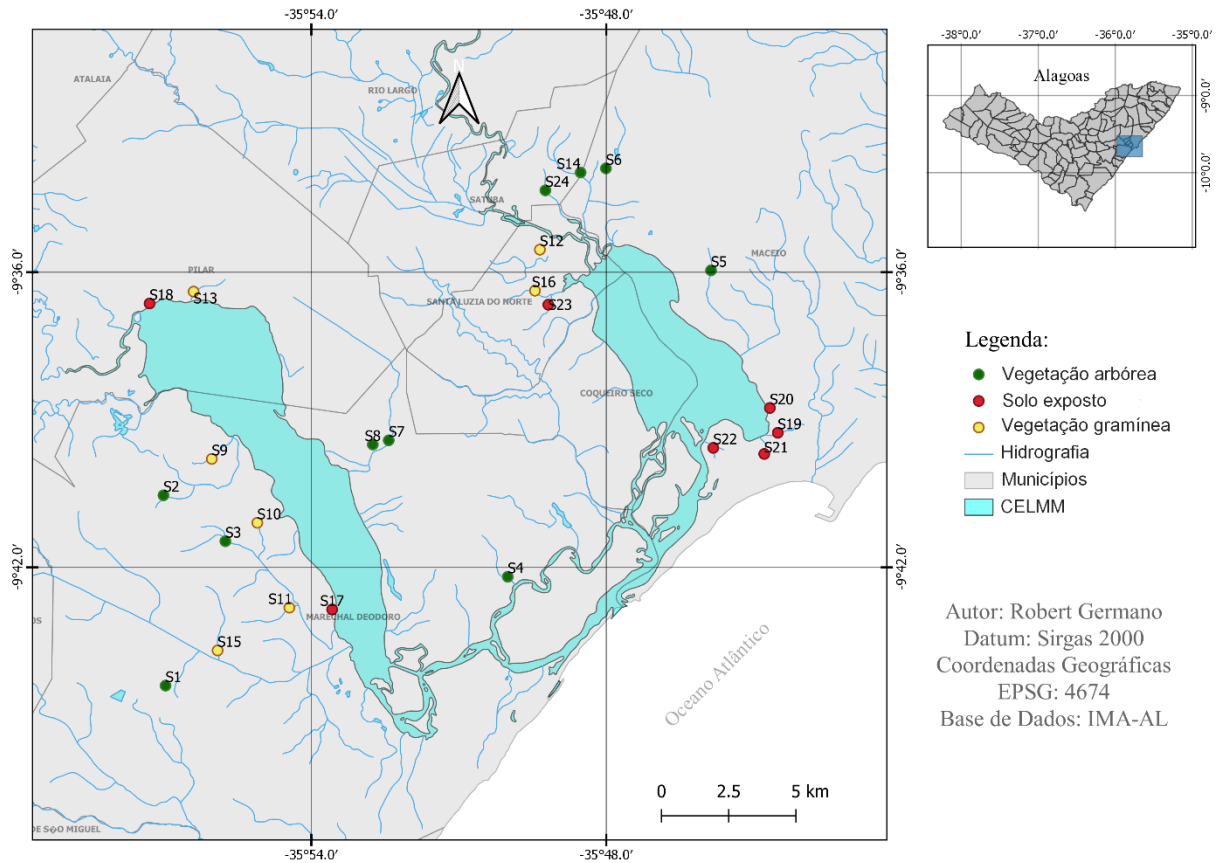 -35°54.0'
-35°48.0'
-38°0.0'
-37°0.0'
-36°0.0'
-35°0.0'
N
ATALAIA
RIO LARGO
Alagoas
-9°0.0'
-10°0.0'
S14
S6
S24
SATUBA
S12
MACEIO
S5
-9°36.0'
-9°36.0'
PILAR
S18
S13
S16
SANTA LUZIA DO NORTE
S23
Legenda:
Vegetação arbórea
Solo exposto
Vegetação gramínea
Hidrografia
Municípios
CELMM
COQUEIRO SECO
S20
S19
S8
S7
S22
S21
S9
S2
S10
S3
-9°42.0'
-9°42.0'
S4
S11
S17
MARECHAL DEODORO
OS
S15
S1
Oceano Atlântico
Autor: Robert Germano
Datum: Sirgas 2000
Coordenadas Geográficas
EPSG: 4674
Base de Dados: IMA-AL
0
2.5
5 km
DE S�O MIGUEL
-35°54.0'
-35°48.0'